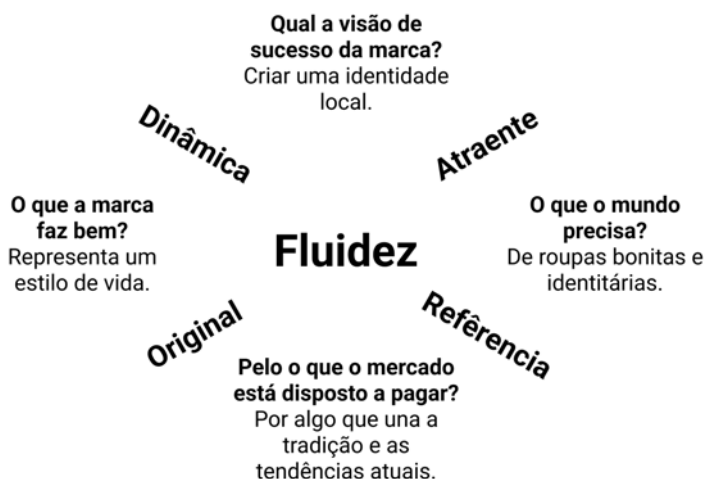 Qual a visão de
sucesso da marca?
Criar uma identidade
local.
Dinâmica
Atraente
O que a marca
faz bem?
Representa um
estilo de vida.
Fluidez
O que o mundo
precisa?
De roupas bonitas e
identitárias.
Original
Refêrencia
Pelo o que o mercado
está disposto a pagar?
Por algo que una a
tradição e as
tendências atuais.